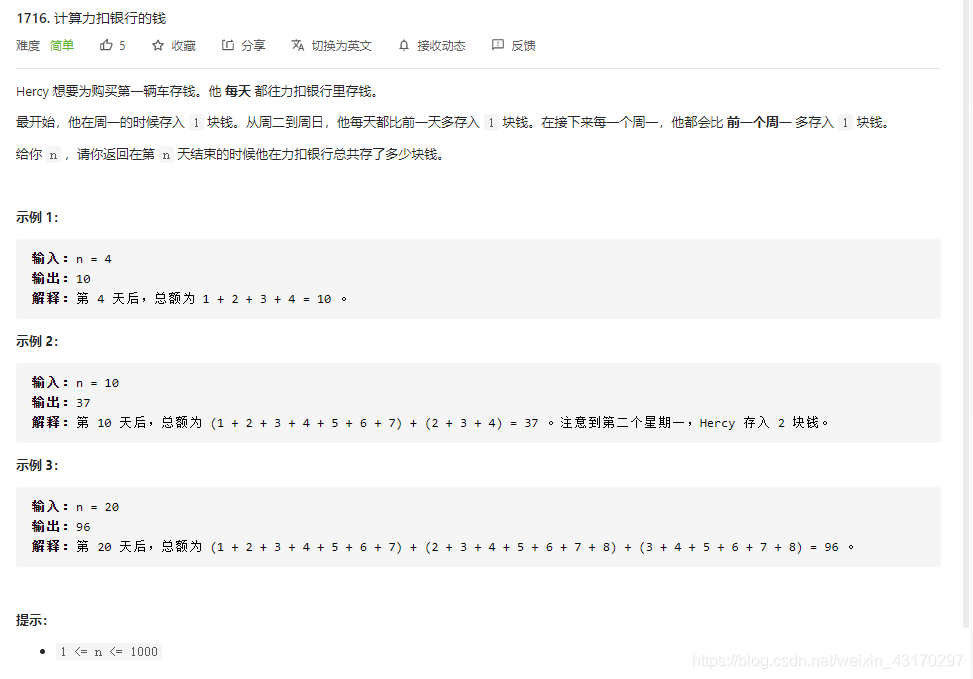 1716. 计算力扣银行的钱
难度 简单 5 收藏 分享 切换为英文 接收动态 反馈
Hercy 想要为购买第一辆车存钱。他 每天 都往力扣银行里存钱。
最开始，他在周一的时候存入 1 块钱。从周二到周日，他每天都比前一天多存入 1 块钱。在接下来每一个周一，他都会比 前一个周一 多存入 1 块钱。
给你 n ，请你返回在第 n 天结束的时候他在力扣银行总共存了多少块钱。
示例 1：
输入：n = 4
输出：10
解释：第 4 天后，总额为 1 + 2 + 3 + 4 = 10 。
示例 2：
输入：n = 10
输出：37
解释：第 10 天后，总额为 (1 + 2 + 3 + 4 + 5 + 6 + 7) + (2 + 3 + 4) = 37 。注意到第二个星期一，Hercy 存入 2 块钱。
示例 3：
输入：n = 20
输出：96
解释：第 20 天后，总额为 (1 + 2 + 3 + 4 + 5 + 6 + 7) + (2 + 3 + 4 + 5 + 6 + 7 + 8) + (3 + 4 + 5 + 6 + 7 + 8) = 96 。
提示：
1 <= n <= 1000
https://blog.csdn.net/weixin_43170297